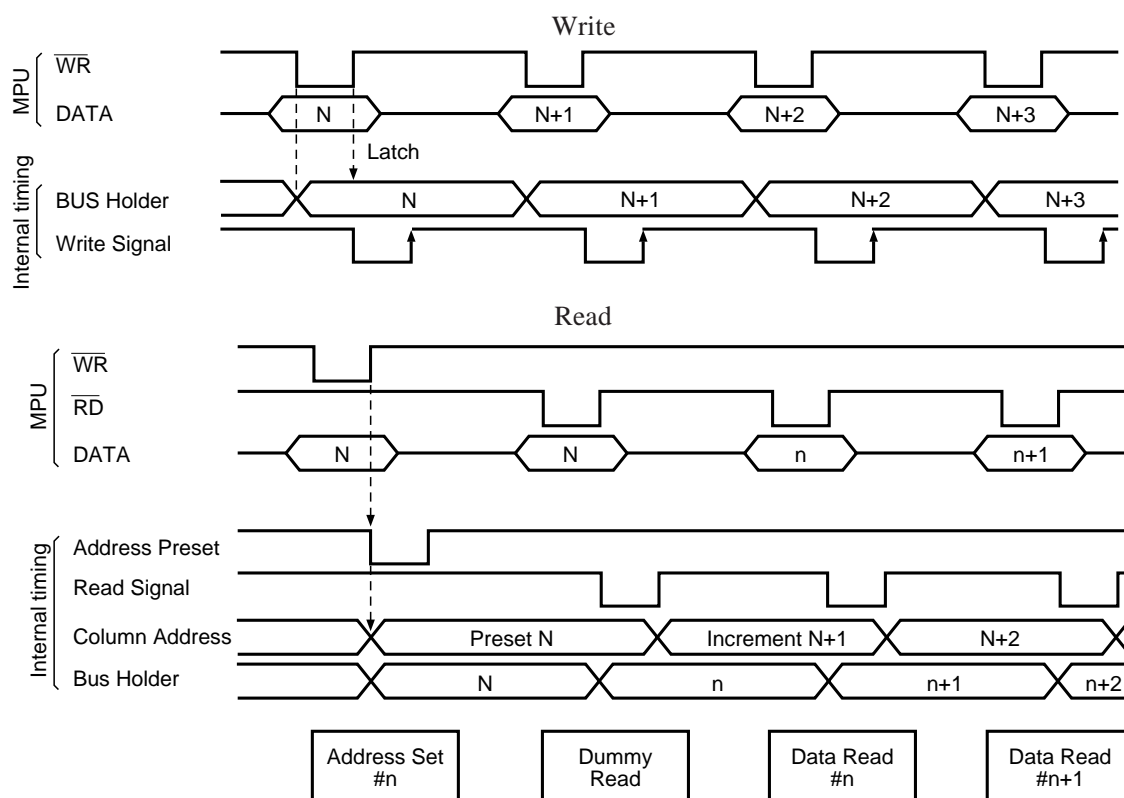 Write
MPU
WR
DATA
N
N+1
N+2
N+3
Latch
Internal timing
BUS Holder
N
N+1
N+2
N+3
Write Signal
Read
MPU
WR
RD
DATA
N
N
n
n+1
Internal timing
Address Preset
Read Signal
Column Address
Preset N
Increment N+1
N+2
Bus Holder
N
n
n+1
n+2
Address Set
#n
Dummy
Read
Data Read
#n
Data Read
#n+1